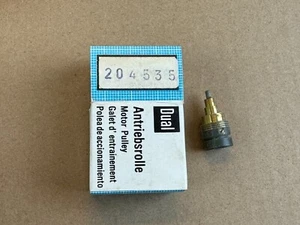 204535
Dual
Antriebsrolle
Motor Pulley
Galet d'entraînement
Polea de accionamiento